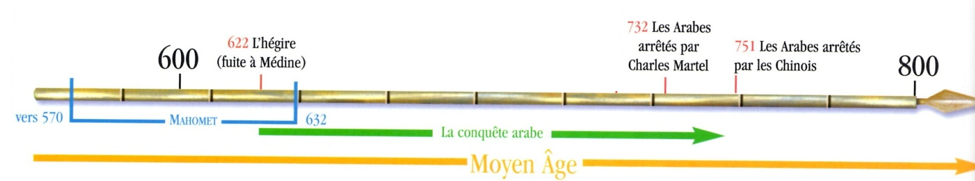 732 Les Arabes
arrêtés par
Charles Martel
622 L'hégire
(fuite à Médine)
751 Les Arabes arrêtés
par les Chinois
600
800
vers 570
MAHOMET
632
La conquête arabe
Moyen Âge